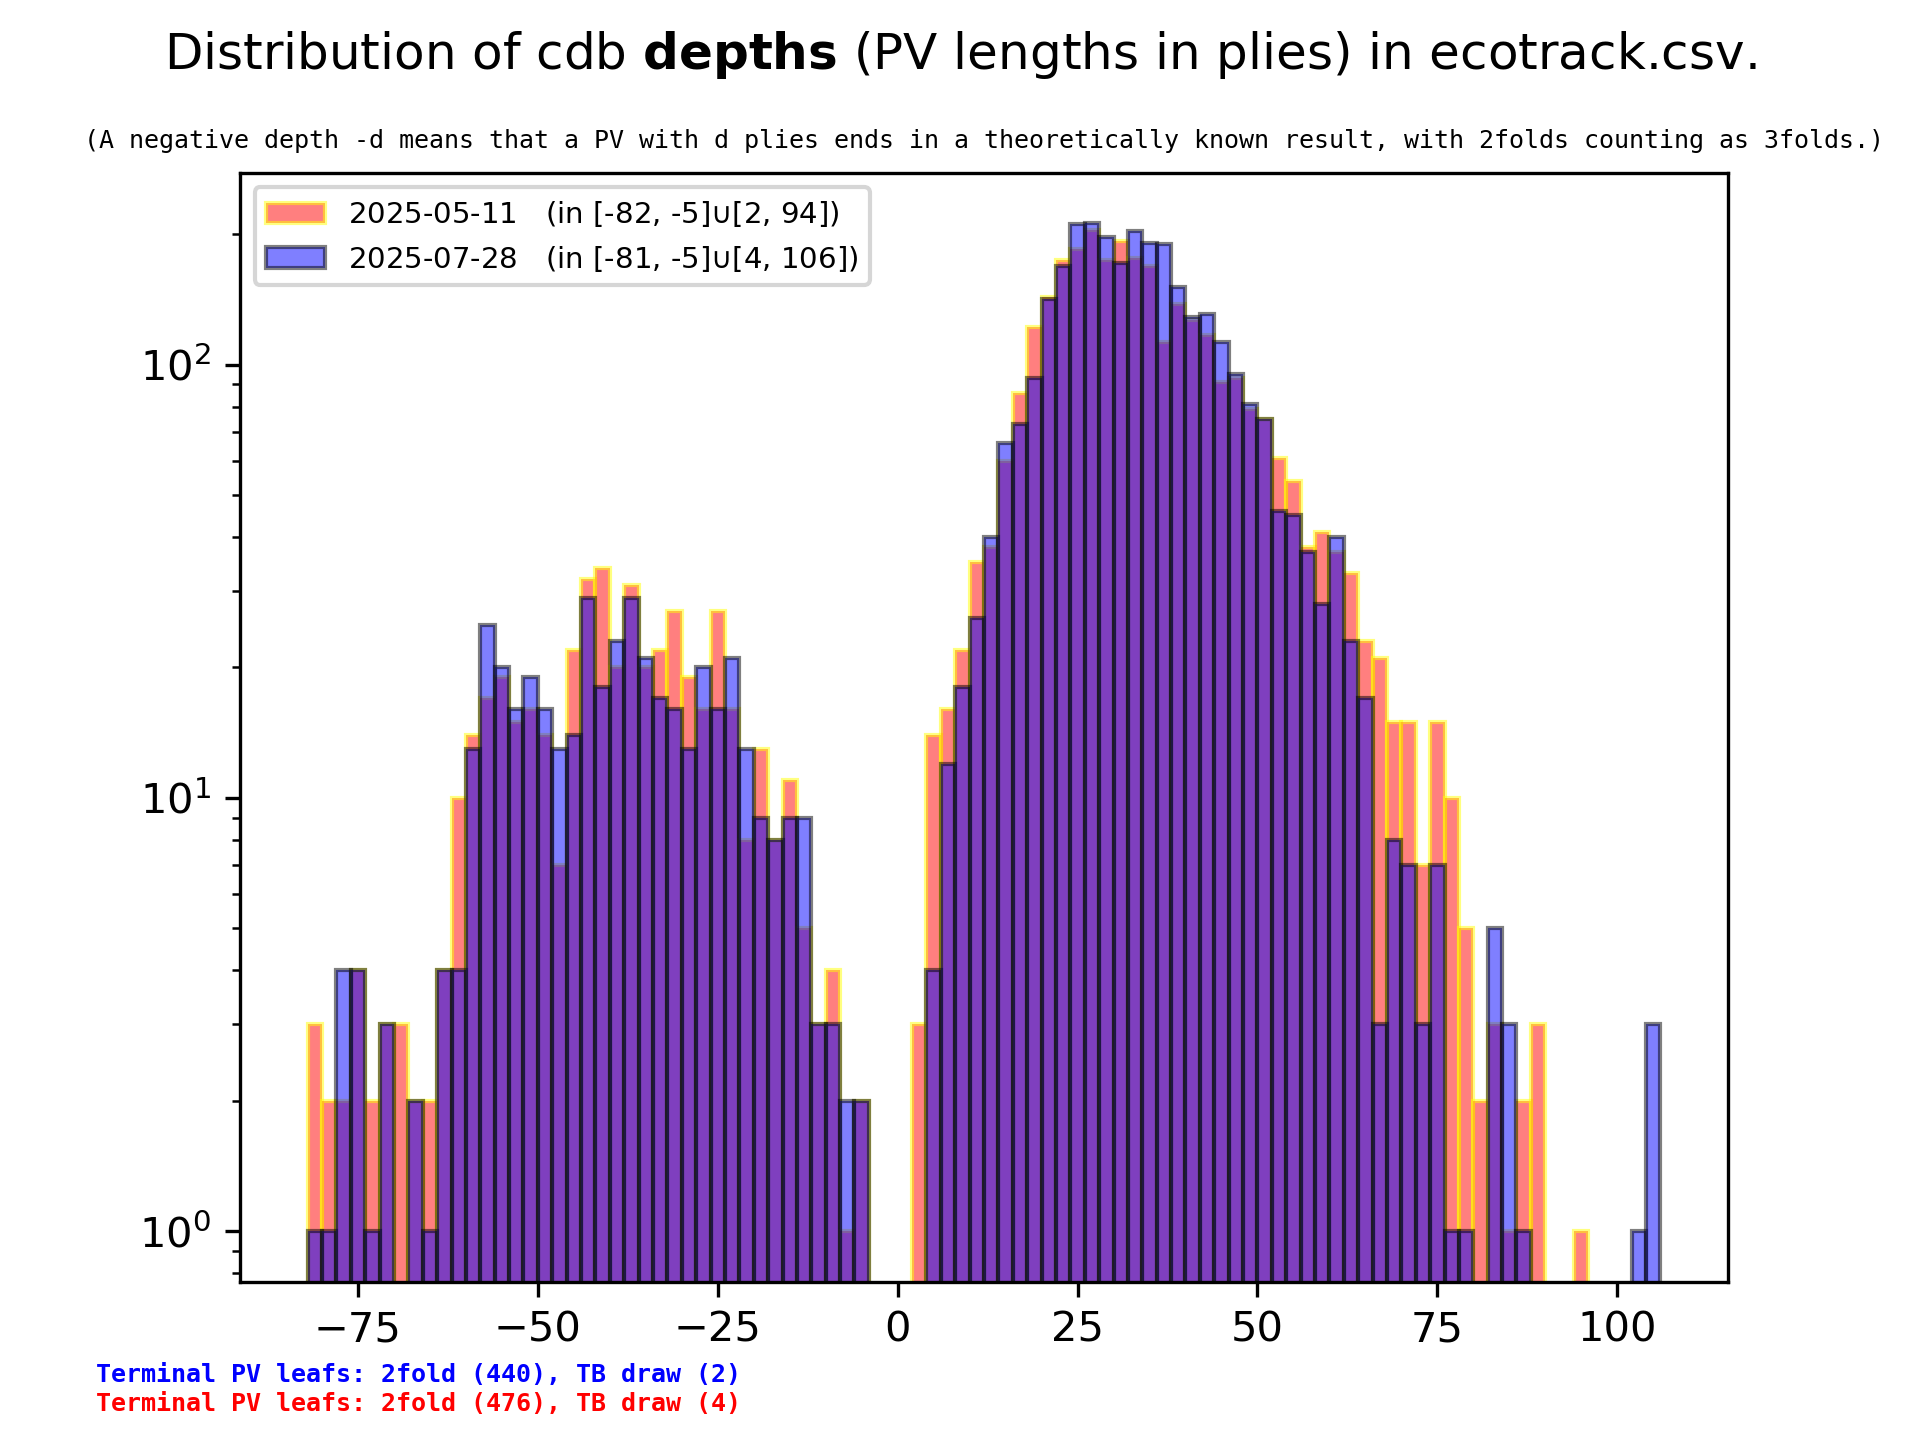 Distribution of cdb depths (PV lengths in plies) in ecotrack.csv.
(A negative depth -d means that a PV with d plies ends in a theoretically known result, with 2folds counting as 3folds.)
2025-05-11 (in [-82, -5]∪[2, 94])
2025-07-28 (in [-81, -5]∪[4, 106])
10²
10¹
10⁰
−75 −50 −25 0 25 50 75 100
Terminal PV leafs: 2fold (440), TB draw (2)
Terminal PV leafs: 2fold (476), TB draw (4)